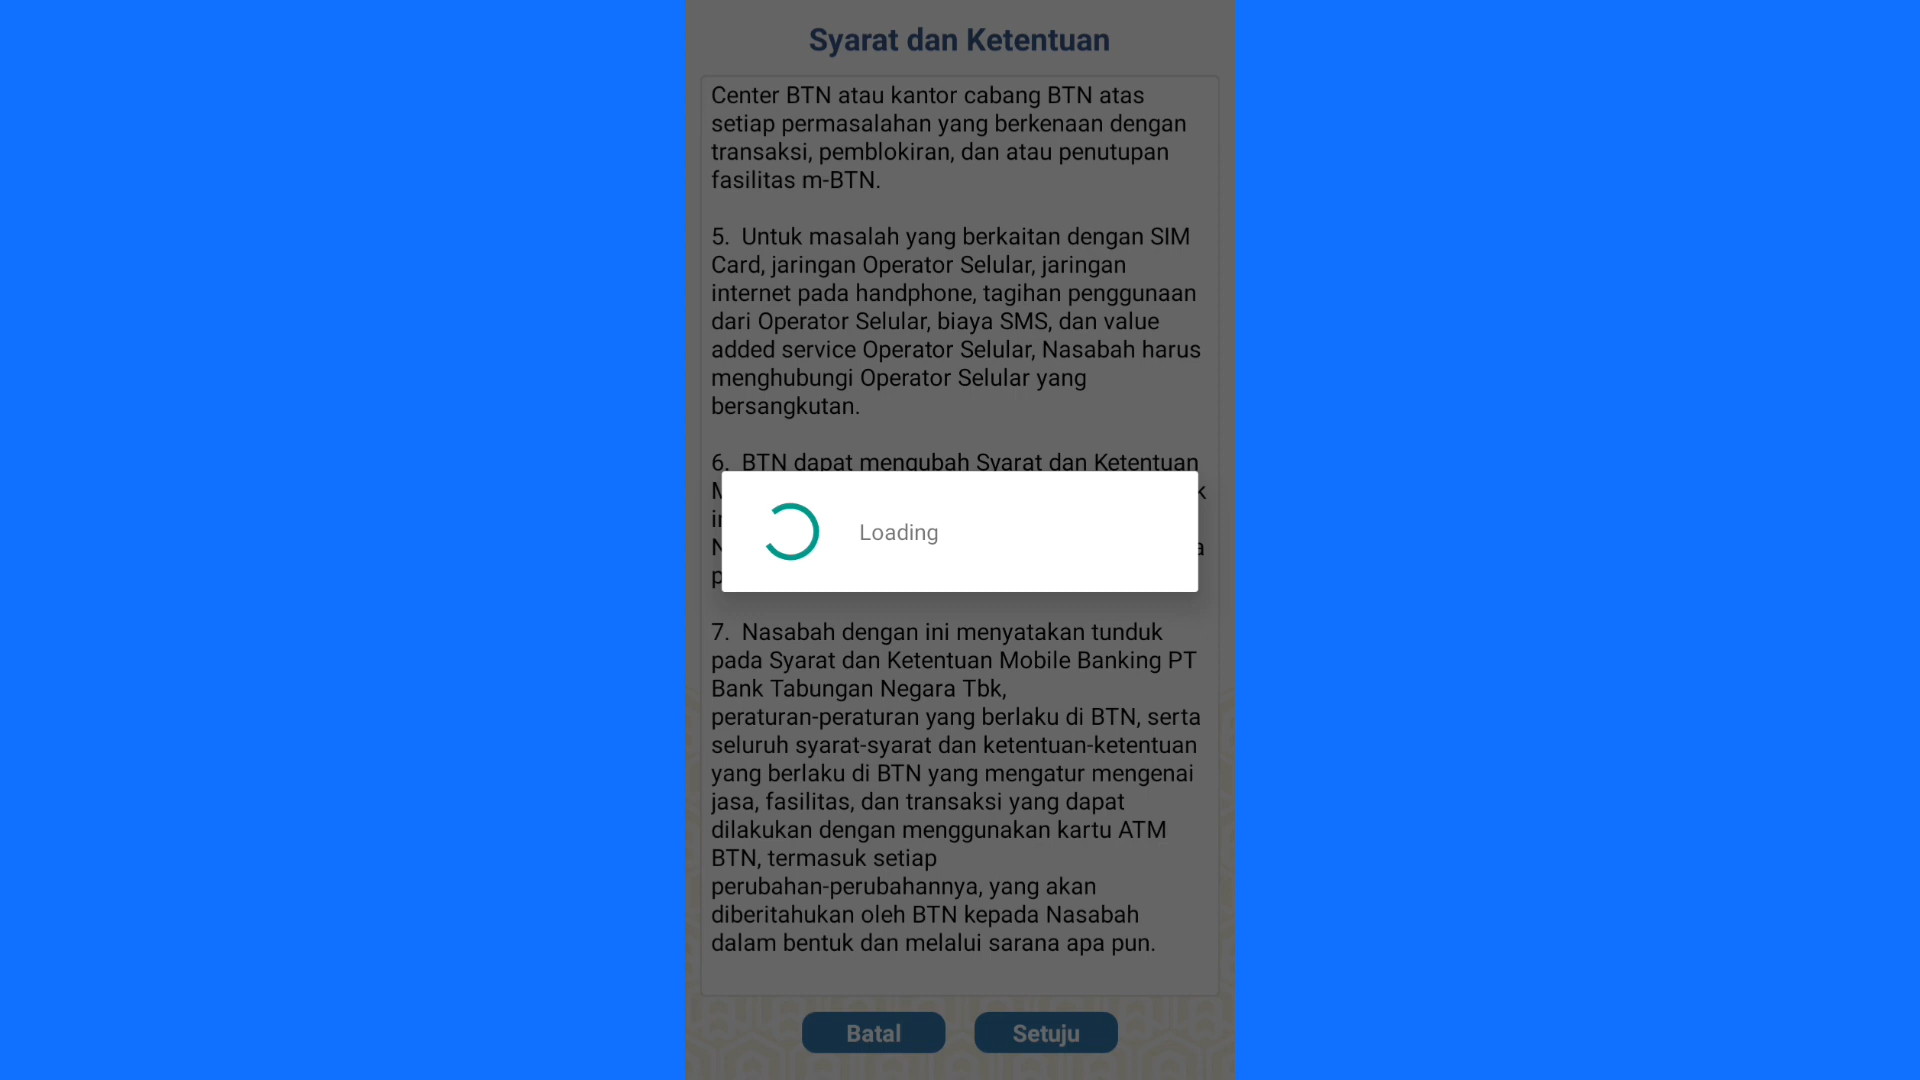 Syarat dan Ketentuan
Center BTN atau kantor cabang BTN atas
setiap permasalahan yang berkenaan dengan
transaksi, pemblokiran, dan atau penutupan
fasilitas m-BTN.
5. Untuk masalah yang berkaitan dengan SIM
Card, jaringan Operator Selular, jaringan
internet pada handphone, tagihan penggunaan
dari Operator Selular, biaya SMS, dan value
added service Operator Selular, Nasabah harus
menghubungi Operator Selular yang
bersangkutan.
6. BTN dapat mengubah Syarat dan Ketentuan
Loading
7. Nasabah dengan ini menyatakan tunduk
pada Syarat dan Ketentuan Mobile Banking PT
Bank Tabungan Negara Tbk,
peraturan-peraturan yang berlaku di BTN, serta
seluruh syarat-syarat dan ketentuan-ketentuan
yang berlaku di BTN yang mengatur mengenai
jasa, fasilitas, dan transaksi yang dapat
dilakukan dengan menggunakan kartu ATM
BTN, termasuk setiap
perubahan-perubahannya, yang akan
diberitahukan oleh BTN kepada Nasabah
dalam bentuk dan melalui sarana apa pun.
Batal
Setuju